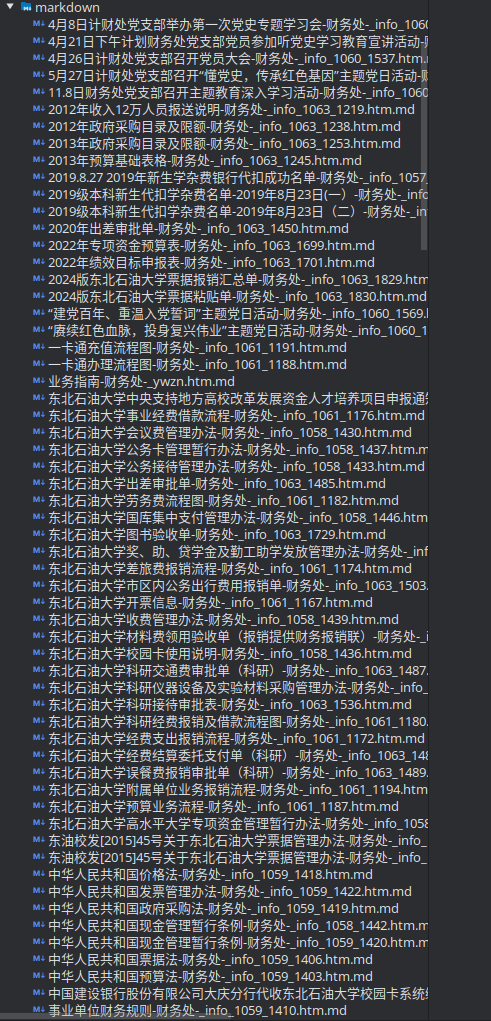 markdown
4月8日计财处党支部举办第一次党史专题学习会-财务处-_info_1060
4月21日下午计划财务处党支部党员参加听党史学习教育宣讲活动-
4月26日计财处党支部召开党员大会-财务处-_info_1060_1537.htm.
5月27日计财处党支部召开“懂党史，传承红色基因”主题党日活动-
11.8日财务处党支部召开主题教育深入学习活动-财务处-_info_1060
2012年收入12万人员报送说明-财务处-_info_1063_1219.htm.md
2012年政府采购目录及限额-财务处-_info_1063_1238.htm.md
2013年政府采购目录及限额-财务处-_info_1063_1253.htm.md
2013年预算基础表格-财务处-_info_1063_1245.htm.md
2019.8.27 2019年新生学杂费银行代扣成功名单-财务处-_info_1057_
2019级本科新生代扣学杂费名单-2019年8月23日(一）-财务处-_info
2019级本科新生代扣学杂费名单-2019年8月23日（二）-财务处-_in
2020年出差审批单-财务处-_info_1063_1450.htm.md
2022年专项资金预算表-财务处-_info_1063_1699.htm.md
2022年绩效目标申报表-财务处-_info_1063_1701.htm.md
2024版东北石油大学票据报销汇总单-财务处-_info_1063_1829.htm
2024版东北石油大学票据粘贴单-财务处-_info_1063_1830.htm.md
“建党百年、重温入党誓词”主题党日活动-财务处-_info_1060_1569.
“赓续红色血脉，投身复兴伟业”主题党日活动-财务处-_info_1060_1
一卡通充值流程图-财务处-_info_1061_1191.htm.md
一卡通办理流程图-财务处-_info_1061_1188.htm.md
业务指南-财务处-_ywzn.htm.md
东北石油大学中央支持地方高校改革发展资金人才培养项目申报通
东北石油大学事业经费借款流程-财务处-_info_1061_1176.htm.md
东北石油大学会议费管理办法-财务处-_info_1058_1430.htm.md
东北石油大学公务卡管理暂行办法-财务处-_info_1058_1437.htm.md
东北石油大学公务接待管理办法-财务处-_info_1058_1433.htm.md
东北石油大学出差审批单-财务处-_info_1063_1485.htm.md
东北石油大学劳务费流程图-财务处-_info_1061_1182.htm.md
东北石油大学国库集中支付管理办法-财务处-_info_1058_1446.htm
东北石油大学图书验收单-财务处-_info_1063_1729.htm.md
东北石油大学奖、助、贷学金及勤工助学发放管理办法-财务处-_inf
东北石油大学差旅费报销流程-财务处-_info_1061_1174.htm.md
东北石油大学市区内公务出行费用报销单-财务处-_info_1063_1503.
东北石油大学开票信息-财务处-_info_1061_1167.htm.md
东北石油大学收费管理办法-财务处-_info_1058_1439.htm.md
东北石油大学材料费领用验收单（报销提供财务报销联）-财务处-_i
东北石油大学校园卡使用说明-财务处-_info_1058_1436.htm.md
东北石油大学科研交通费审批单（科研）-财务处-_info_1063_1487.
东北石油大学科研仪器设备及实验材料采购管理办法-财务处-_info_
东北石油大学科研接待审批表-财务处-_info_1063_1536.htm.md
东北石油大学科研经费报销及借款流程图-财务处-_info_1061_1180.
东北石油大学经费支出报销流程-财务处-_info_1061_1172.htm.md
东北石油大学经费结算委托支付单（科研）-财务处-_info_1063_148
东北石油大学误餐费报销审批单（科研）-财务处-_info_1063_1489.
东北石油大学附属单位业务报销流程-财务处-_info_1061_1194.htm
东北石油大学预算业务流程-财务处-_info_1061_1187.htm.md
东北石油大学高水平大学专项资金管理暂行办法-财务处-_info_1058
东油校发[2015]45号关于东北石油大学票据管理办法-财务处-_info_
东油校发[2015]45号关于东北石油大学票据管理办法-财务处-_info_
中华人民共和国价格法-财务处-_info_1059_1418.htm.md
中华人民共和国发票管理办法-财务处-_info_1059_1422.htm.md
中华人民共和国政府采购法-财务处-_info_1059_1419.htm.md
中华人民共和国现金管理暂行条例-财务处-_info_1058_1442.htm.m
中华人民共和国现金管理暂行条例-财务处-_info_1059_1420.htm.m
中华人民共和国票据法-财务处-_info_1059_1406.htm.md
中华人民共和国预算法-财务处-_info_1059_1403.htm.md
中国建设银行股份有限公司大庆分行代收东北石油大学校园卡系统
事业单位财务规则-财务处-_info_1059_1410.htm.md